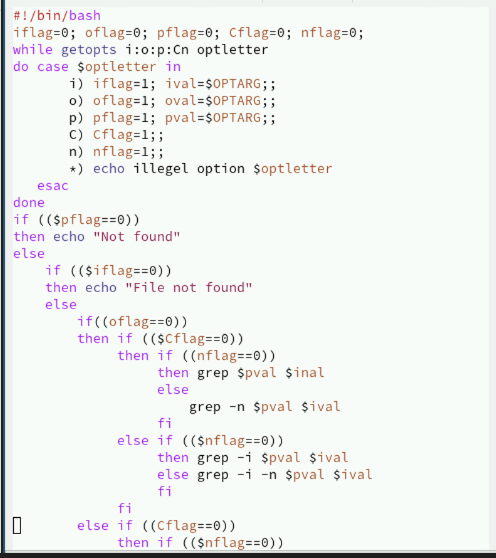 #!/bin/bash
iflag=0; oflag=0; pflag=0; Cflag=0; nflag=0;
while getopts i:o:p:Cn optletter
do case $optletter in
i) iflag=1; ival=$OPTARG;;
o) oflag=1; oval=$OPTARG;;
p) pflag=1; pval=$OPTARG;;
C) Cflag=1;;
n) nflag=1;;
*) echo illegel option $optletter
esac
done
if (($pflag==0))
then echo "Not found"
else
if (($iflag==0))
then echo "File not found"
else
if((oflag==0))
then if (($Cflag==0))
then if ((nflag==0))
then grep $pval $inal
else
grep -n $pval $ival
fi
else if (($nflag==0))
then grep -i $pval $ival
else grep -i -n $pval $ival
fi
fi
else if ((Cflag==0))
then if (($nflag==0))